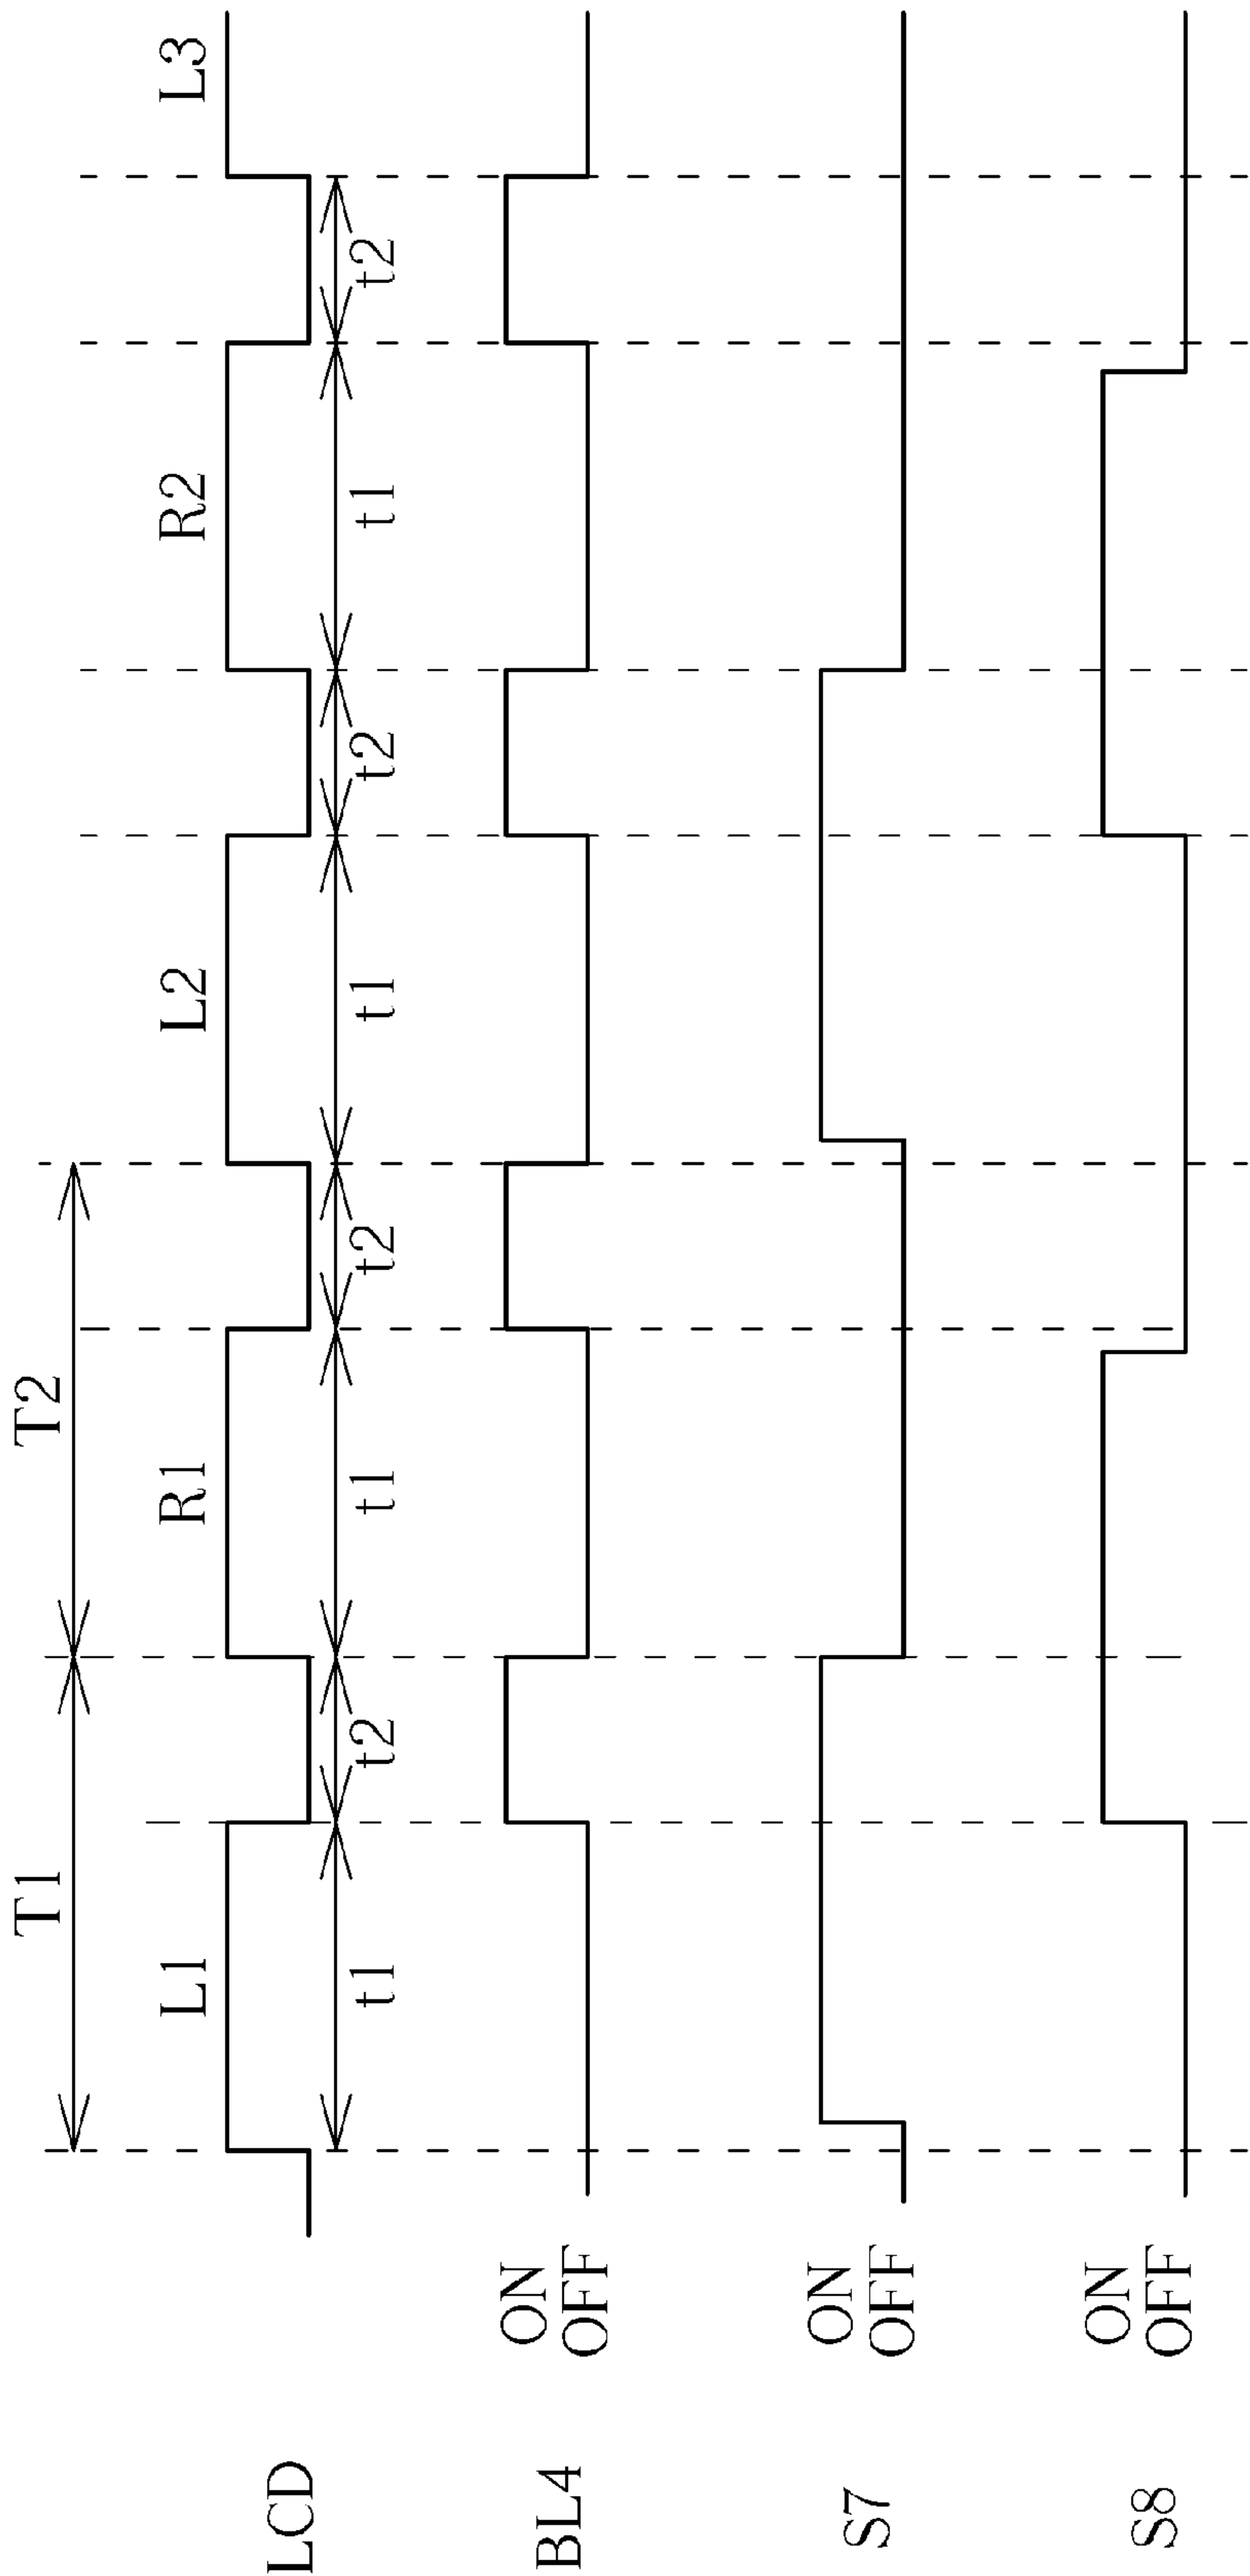 T1 T2
L1 R1 L2 R2 L3
LCD
t1 t2 t1 t2 t1 t2 t1 t2
BL4 ON
OFF
S7 ON
OFF
S8 ON
OFF